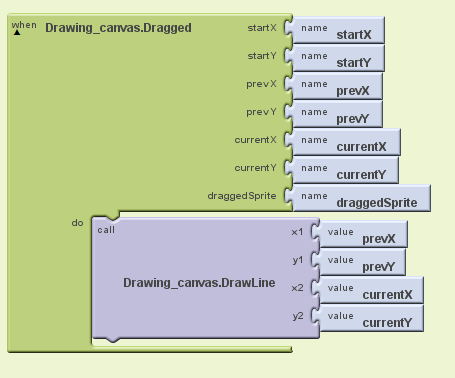 when Drawing_canvas.Dragged startX name startX
startY name startY
prevX name prevX
prevY name prevY
currentX name currentX
currentY name currentY
draggedSprite name draggedSprite
do call x1 value prevX
y1 value prevY
Drawing_canvas.DrawLine x2 value currentX
y2 value currentY